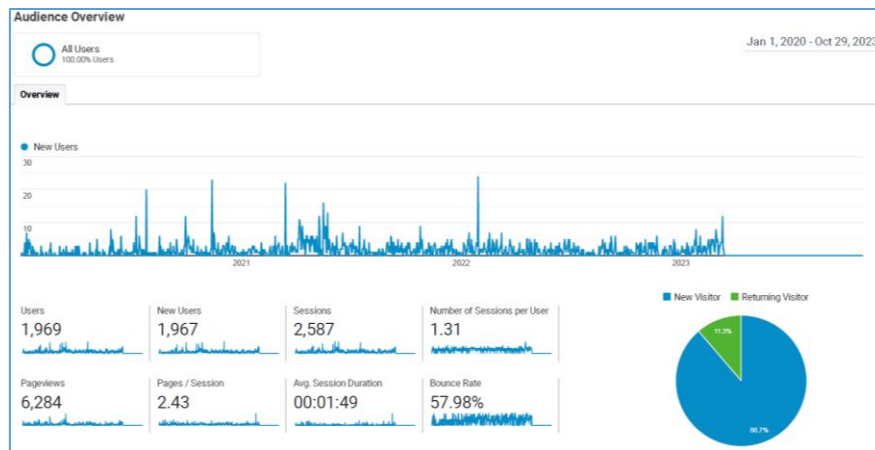 Audience Overview
All Users
100.00% Users
Jan 1, 2020 - Oct 29, 2023
Overview
New Users
30
20
10
2021
2022
2023
New Visitor
Returning Visitor
Users
1,969
New Users
1,967
Sessions
2,587
Number of Sessions per User
1.31
Pageviews
6,284
Pages / Session
2.43
Avg. Session Duration
00:01:49
Bounce Rate
57.98%
11.3%
88.7%